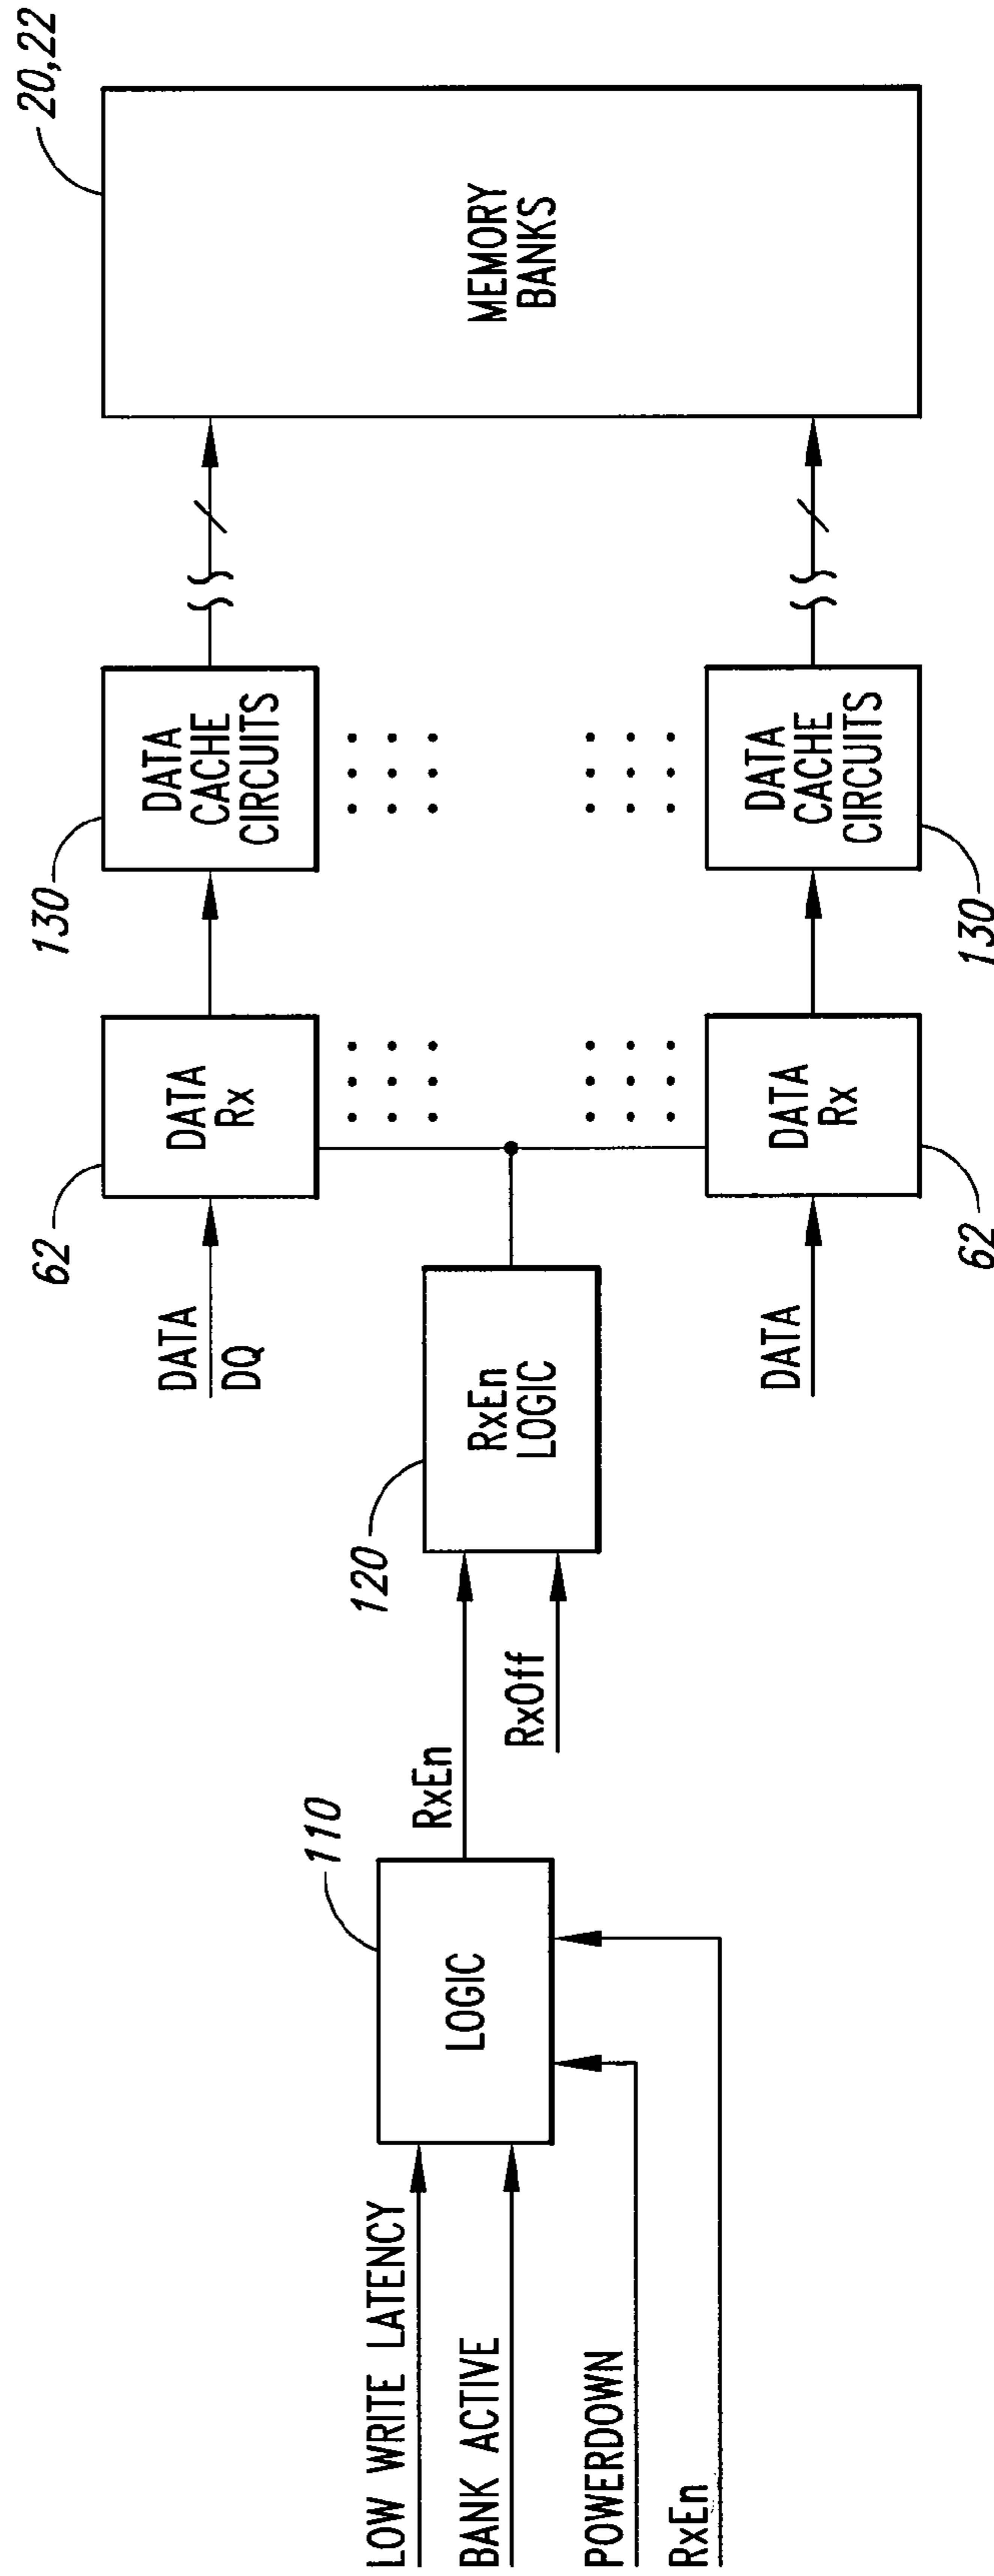 LOW WRITE LATENCY
BANK ACTIVE
POWERDOWN
RxEn
LOGIC
110
RxEn
RxOff
RxEn
LOGIC
120
DATA
DQ
DATA
Rx
62
DATA
CACHE
CIRCUITS
130
DATA
DATA
Rx
62
DATA
CACHE
CIRCUITS
130
MEMORY
BANKS
20,22